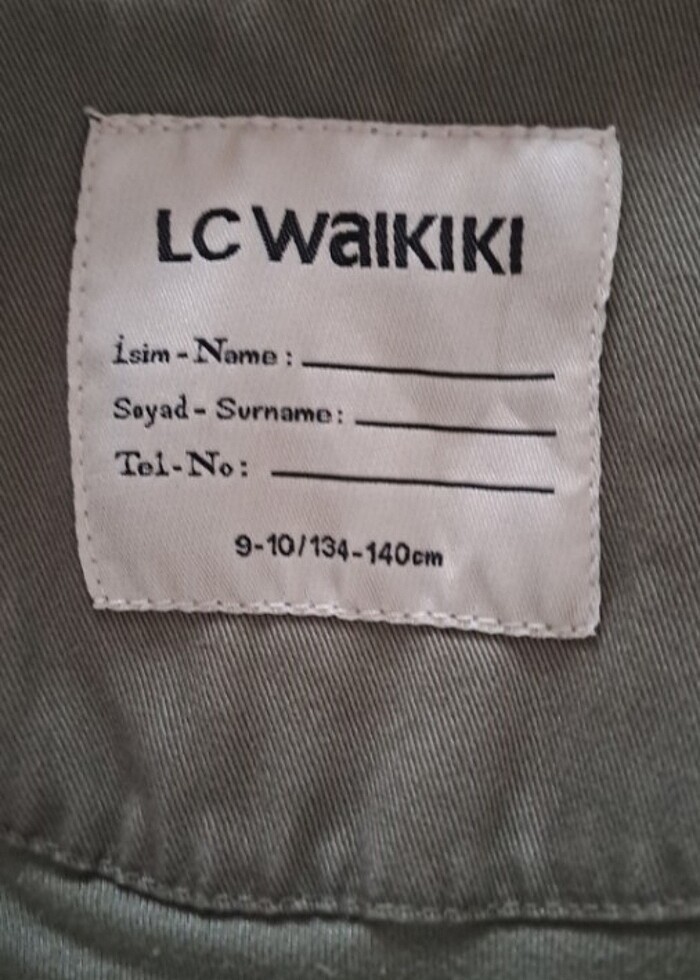 LC WAIKIKI
İsim - Name :
Soyad - Surname :
Tel-No :
9-10/134-140cm